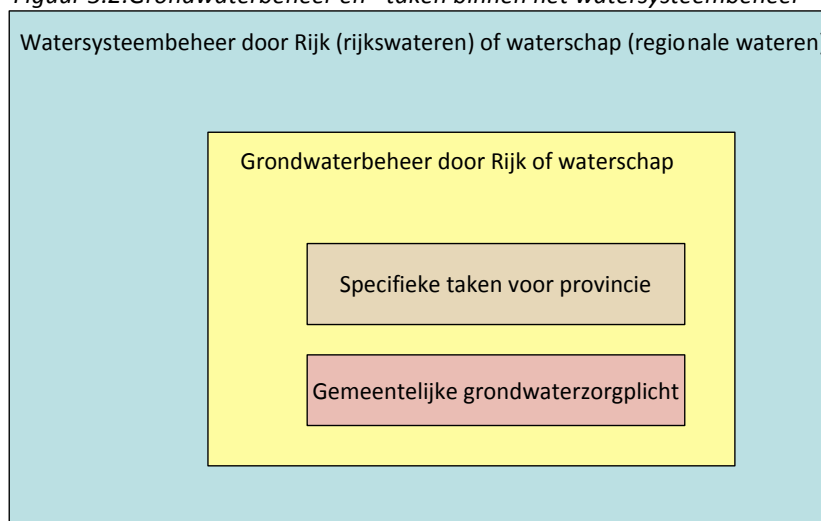 Figuur 3.2:Grondwaterbeheer en –taken binnen het watersysteembeheer
Watersysteembeheer door Rijk (rijkswateren) of waterschap (regionale wateren)
Grondwaterbeheer door Rijk of waterschap
Specifieke taken voor provincie
Gemeentelijke grondwaterzorgplicht